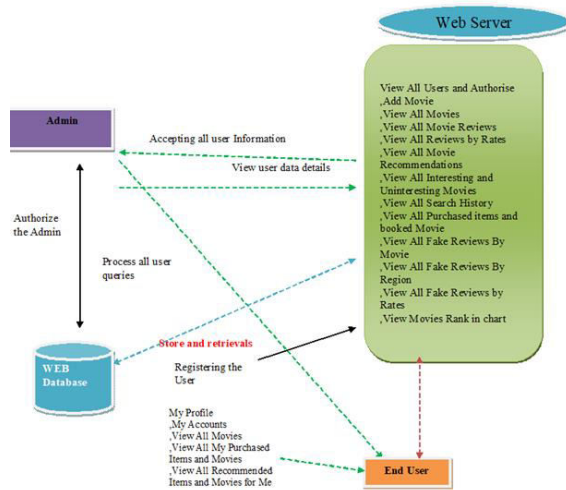 Web Server
View All Users and Authorise
,Add Movie
,View All Movies
,View All Movie Reviews
,View All Reviews by Rates
,View All Movie
Recommendations
,View All Interesting and
Uninteresting Movies
,View All Search History
,View All Purchased items and
booked Movie
,View All Fake Reviews By
Movie
,View All Fake Reviews By
Region
,View All Fake Reviews by
Rates
,View Movies Rank in chart
Admin
Accepting all user Information
View user data details
Authorize
the Admin
Process all user
queries
Store and retrievals
WEB
Database
Registering the
User
My Profile
,My Accounts
,View All Movies
,View All My Purchased
Items and Movies
,View All Recommended
Items and Movies for Me
End User